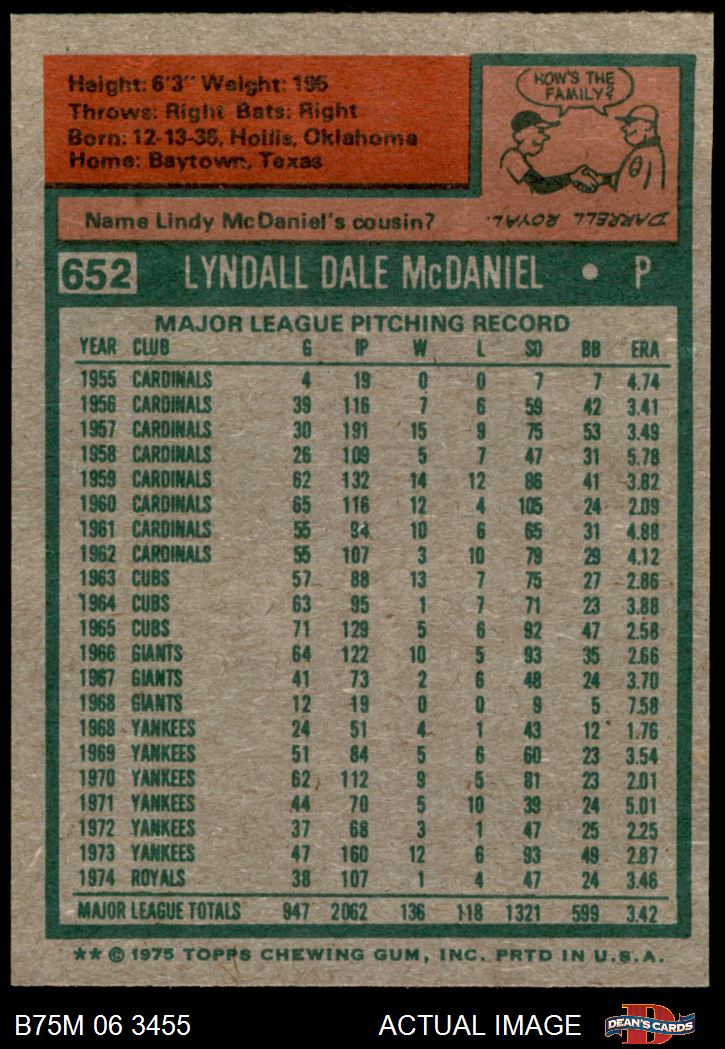 Height: 6'3" Weight: 195
Throws: Right Bats: Right
Born: 12-13-35, Hollis, Oklahoma
Home: Baytown, Texas
HOW'S THE
FAMILY?
Name Lindy McDaniel's cousin?
DARRELL ROYAL.
652 LYNDALL DALE McDANIEL • P
MAJOR LEAGUE PITCHING RECORD
YEAR CLUB G IP W L SO BB ERA
1955 CARDINALS 4 19 0 0 7 7 4.74
1956 CARDINALS 39 116 7 6 59 42 3.41
1957 CARDINALS 30 191 15 9 75 53 3.49
1958 CARDINALS 26 109 5 7 47 31 5.78
1959 CARDINALS 62 132 14 12 86 41 3.82
1960 CARDINALS 65 116 12 4 105 24 2.09
1961 CARDINALS 55 94 10 6 65 31 4.88
1962 CARDINALS 55 107 3 10 79 29 4.12
1963 CUBS 57 88 13 7 75 27 2.86
1964 CUBS 63 95 1 7 71 23 3.88
1965 CUBS 71 129 5 6 92 47 2.58
1966 GIANTS 64 122 10 5 93 35 2.66
1967 GIANTS 41 73 2 6 48 24 3.70
1968 GIANTS 12 19 0 0 9 5 7.58
1968 YANKEES 24 51 4 1 43 12 1.76
1969 YANKEES 51 84 5 6 60 23 3.54
1970 YANKEES 62 112 9 5 81 23 2.01
1971 YANKEES 44 70 5 10 39 24 5.01
1972 YANKEES 37 68 3 1 47 25 2.25
1973 YANKEES 47 160 12 6 93 49 2.87
1974 ROYALS 38 107 1 4 47 24 3.46
MAJOR LEAGUE TOTALS 947 2062 136 118 1321 599 3.42
** © 1975 TOPPS CHEWING GUM, INC. PRTD IN U.S.A.
B75M 06 3455 ACTUAL IMAGE
DEAN'S CARDS